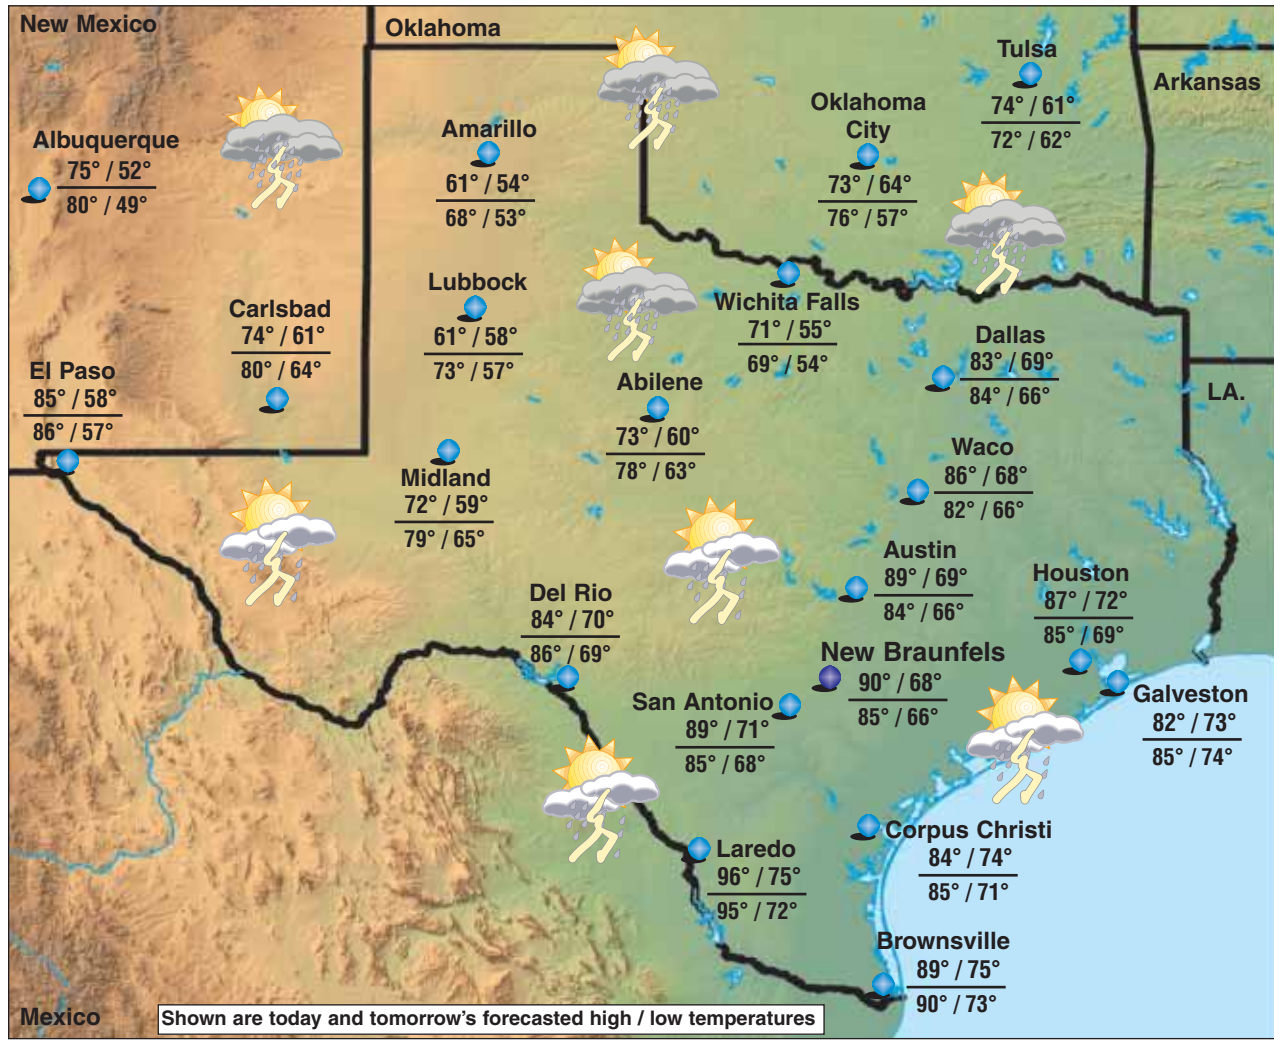 New Mexico
Oklahoma
Tulsa
74° / 61°
72° / 62°
Arkansas
Oklahoma
City
73° / 64°
76° / 57°
Albuquerque
75° / 52°
80° / 49°
Amarillo
61° / 54°
68° / 53°
Lubbock
61° / 58°
73° / 57°
Wichita Falls
71° / 55°
69° / 54°
Carlsbad
74° / 61°
80° / 64°
Dallas
83° / 69°
84° / 66°
El Paso
85° / 58°
86° / 57°
Abilene
73° / 60°
78° / 63°
LA.
Waco
86° / 68°
82° / 66°
Midland
72° / 59°
79° / 65°
Austin
89° / 69°
84° / 66°
Houston
87° / 72°
85° / 69°
Del Rio
84° / 70°
86° / 69°
New Braunfels
90° / 68°
85° / 66°
San Antonio
89° / 71°
85° / 68°
Galveston
82° / 73°
85° / 74°
Corpus Christi
84° / 74°
85° / 71°
Laredo
96° / 75°
95° / 72°
Brownsville
89° / 75°
90° / 73°
Mexico
Shown are today and tomorrow's forecasted high / low temperatures